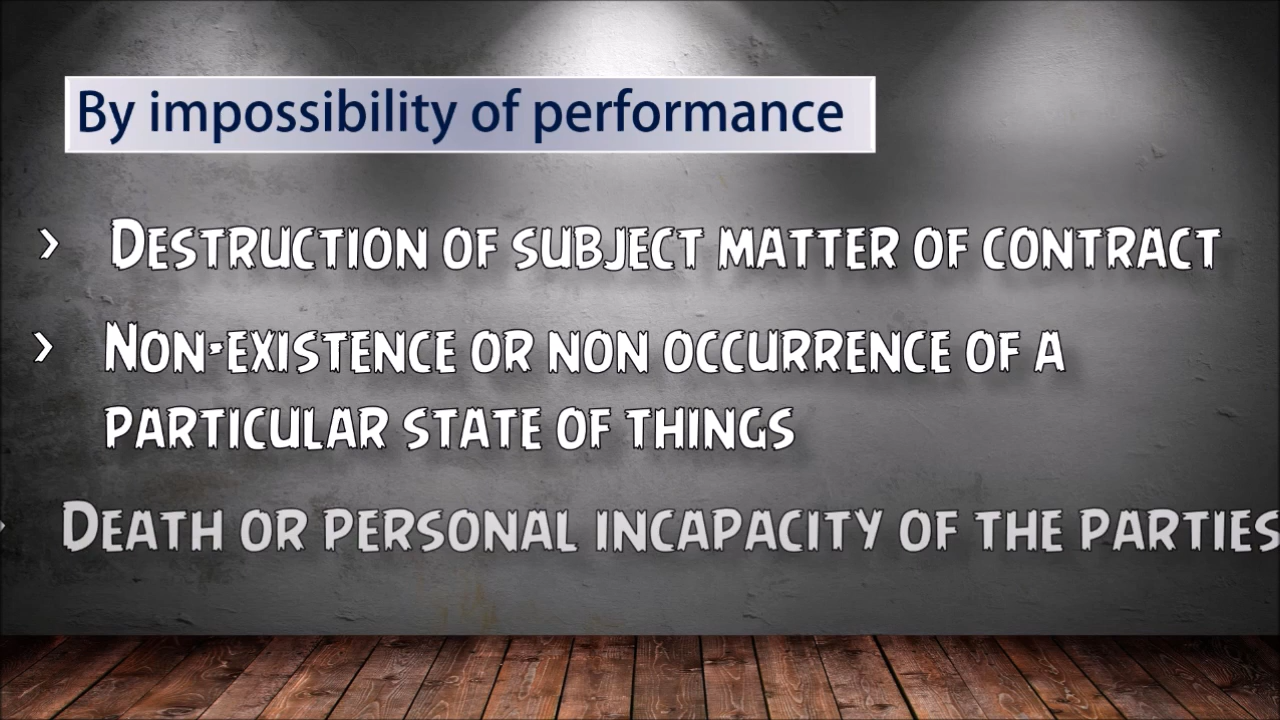 By impossibility of performance
> Destruction of subject matter of contract
> Non-existence or non occurrence of a
particular state of things
Death or personal incapacity of the parties